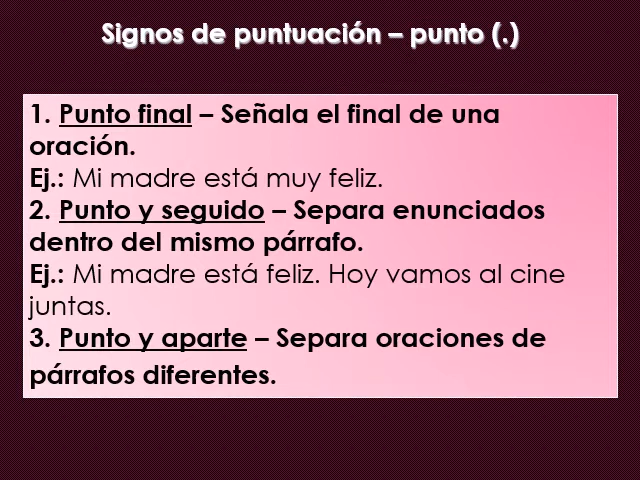 Signos de puntuación – punto (.)
1. Punto final – Señala el final de una
oración.
Ej.: Mi madre está muy feliz.
2. Punto y seguido – Separa enunciados
dentro del mismo párrafo.
Ej.: Mi madre está feliz. Hoy vamos al cine
juntas.
3. Punto y aparte – Separa oraciones de
párrafos diferentes.